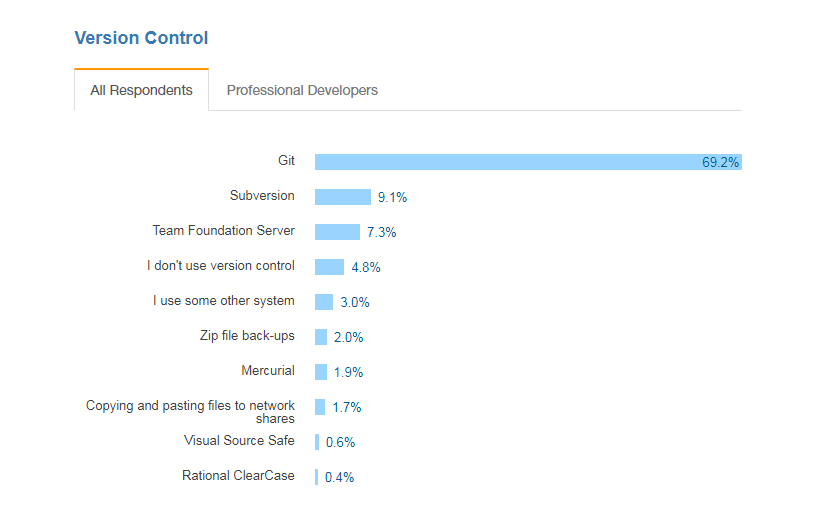 Version Control
All Respondents
Professional Developers
Git 69.2%
Subversion 9.1%
Team Foundation Server 7.3%
I don't use version control 4.8%
I use some other system 3.0%
Zip file back-ups 2.0%
Mercurial 1.9%
Copying and pasting files to network 1.7%
shares
Visual Source Safe 0.6%
Rational ClearCase 0.4%